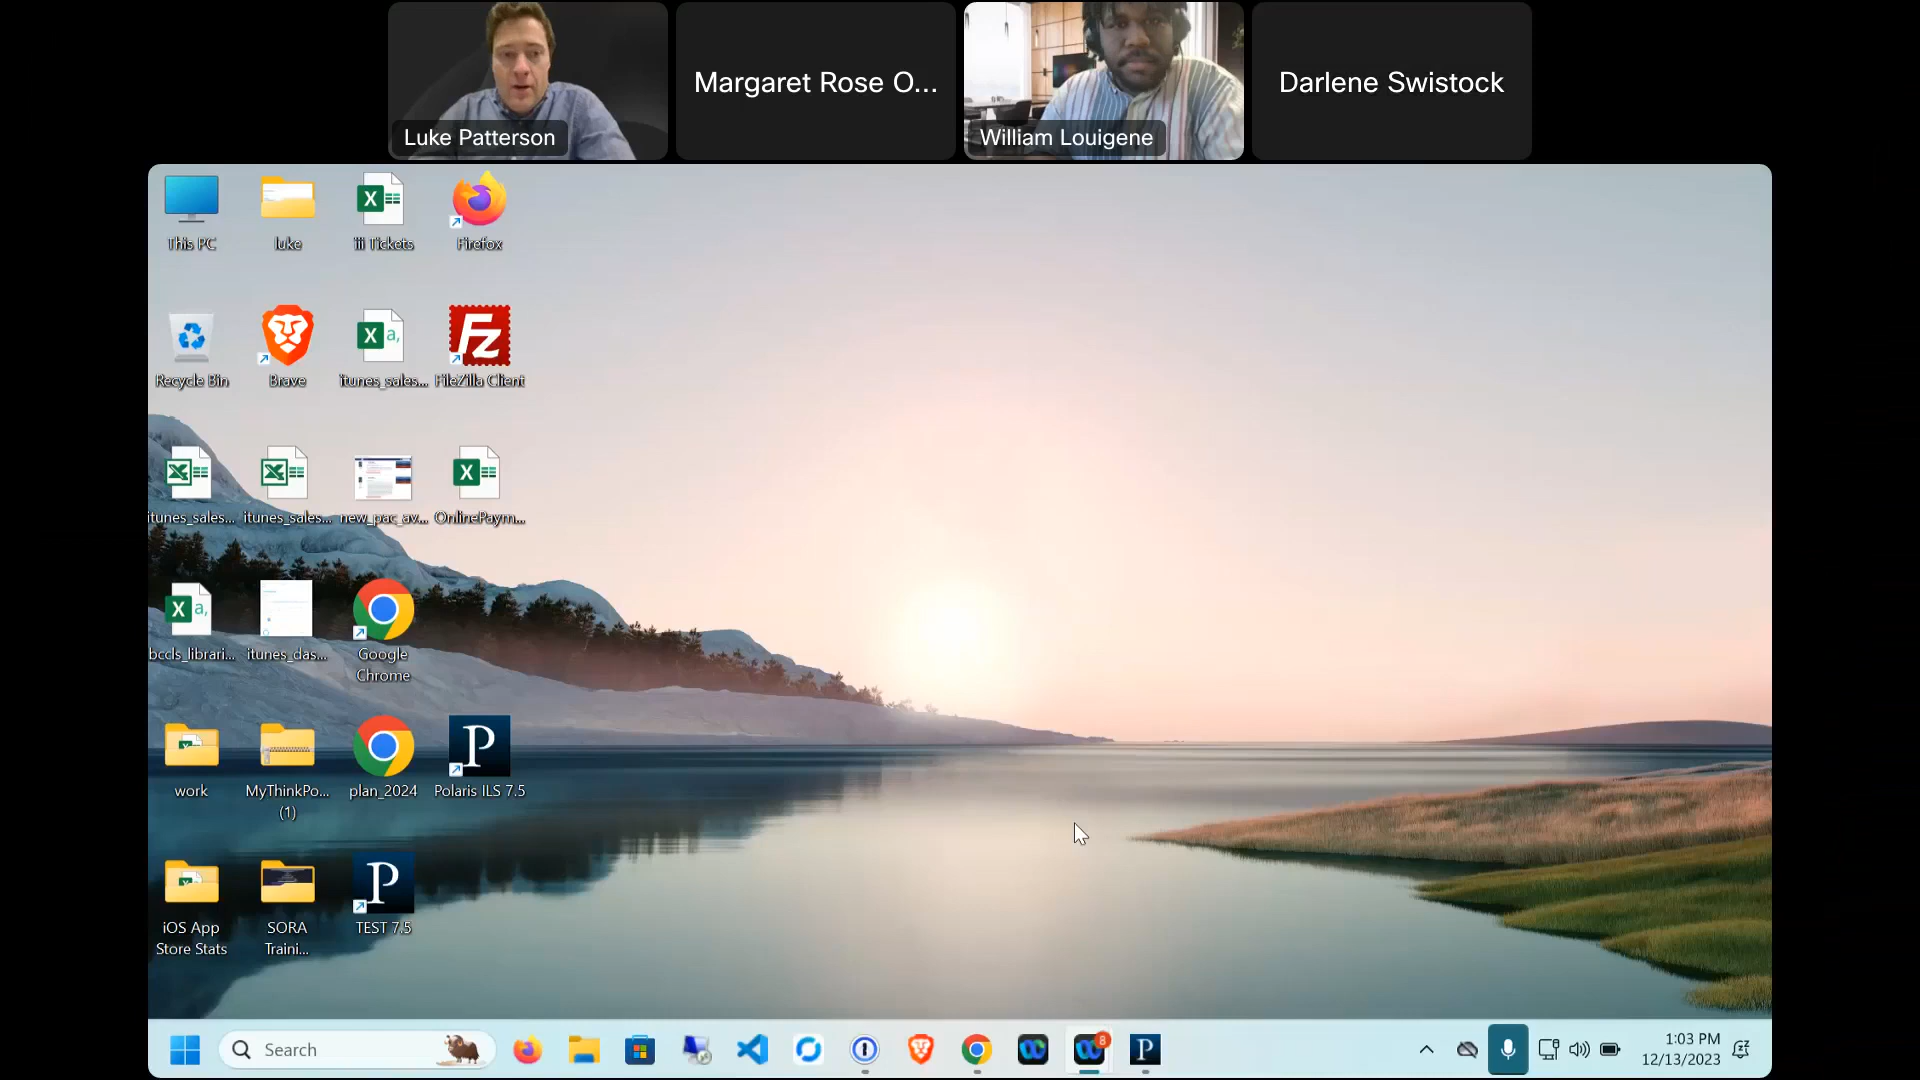 Luke Patterson
Margaret Rose O...
William Louigene
Darlene Swistock
This PC
luke
iii Tickets
Firefox
Recycle Bin
Brave
itunes_sales...
FileZilla Client
itunes_sales...
itunes_sales...
new_pac_av...
OnlinePaym...
bccls_librari...
itunes_das...
Google
Chrome
work
MyThinkPo...
(1)
plan_2024
Polaris ILS 7.5
iOS App
Store Stats
SORA
Traini...
TEST 7.5
Search
8
1:03 PM
12/13/2023